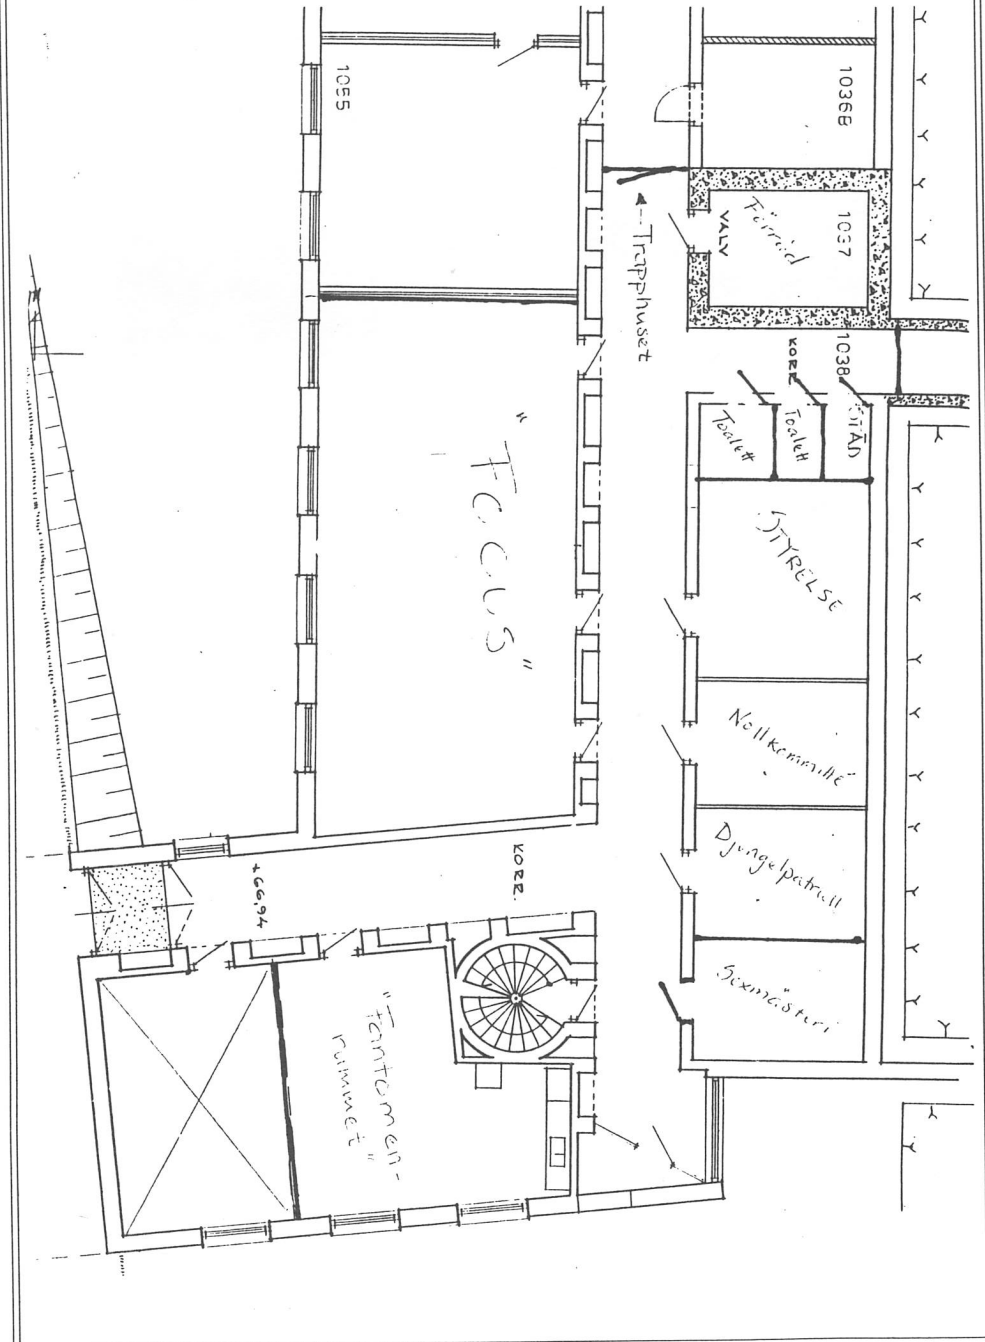 1055
1036B
1037
Förråd
VALV
Trapphuset
1038
KORR.
STÄD
Toalett
Toalett
STYRELSE
"FOCUS"
Nollkommitté
Djungelpatrull
Sexmästeri
KORR.
+66,94
"Fantomen-
rummet"